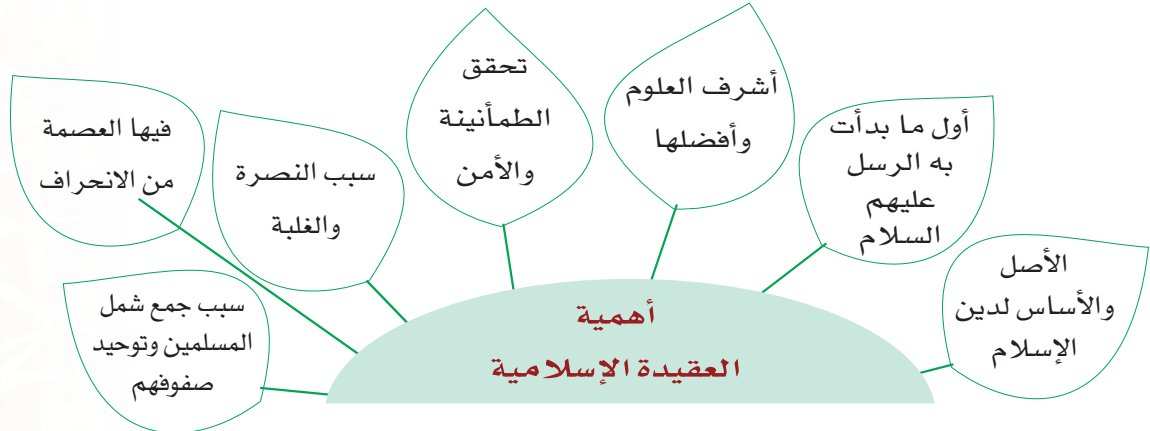 أهمية
العقيدة الإسلامية
الأصل
والأساس لدين
الإسلام
أول ما بدأت
به الرسل
عليهم
السلام
أشرف العلوم
وأفضلها
تحقق
الطمأنينة
والأمن
سبب النصرة
والغلبة
فيها العصمة
من الانحراف
سبب جمع شمل
المسلمين وتوحيد
صفوفهم